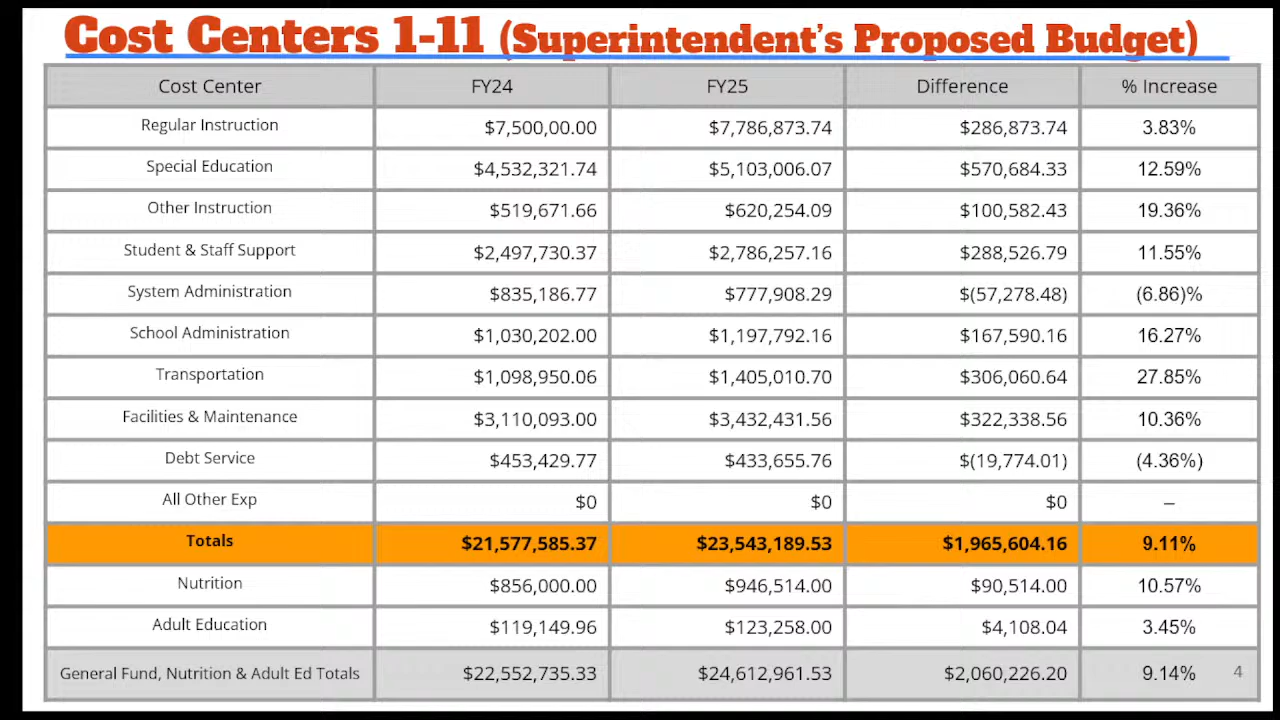 Cost Centers 1-11 (Superintendent's Proposed Budget)
Cost Center FY24 FY25 Difference % Increase
Regular Instruction $7,500,00.00 $7,786,873.74 $286,873.74 3.83%
Special Education $4,532,321.74 $5,103,006.07 $570,684.33 12.59%
Other Instruction $519,671.66 $620,254.09 $100,582.43 19.36%
Student & Staff Support $2,497,730.37 $2,786,257.16 $288,526.79 11.55%
System Administration $835,186.77 $777,908.29 $(57,278.48) (6.86)%
School Administration $1,030,202.00 $1,197,792.16 $167,590.16 16.27%
Transportation $1,098,950.06 $1,405,010.70 $306,060.64 27.85%
Facilities & Maintenance $3,110,093.00 $3,432,431.56 $322,338.56 10.36%
Debt Service $453,429.77 $433,655.76 $(19,774.01) (4.36%)
All Other Exp $0 $0 $0 –
Totals $21,577,585.37 $23,543,189.53 $1,965,604.16 9.11%
Nutrition $856,000.00 $946,514.00 $90,514.00 10.57%
Adult Education $119,149.96 $123,258.00 $4,108.04 3.45%
General Fund, Nutrition & Adult Ed Totals $22,552,735.33 $24,612,961.53 $2,060,226.20 9.14% 4